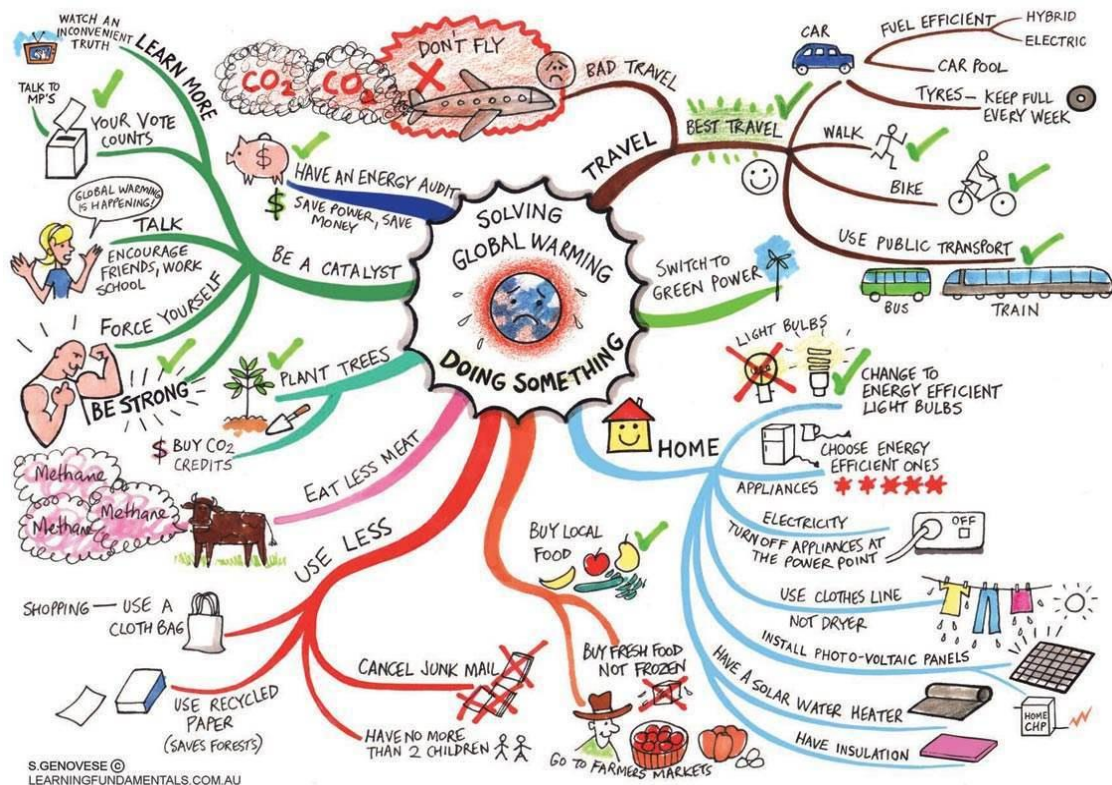 SOLVING
GLOBAL WARMING
DOING SOMETHING
TRAVEL
BAD TRAVEL
DON'T FLY
CO2
CO2
BEST TRAVEL
CAR
FUEL EFFICIENT
HYBRID
ELECTRIC
CAR POOL
TYRES — KEEP FULL
EVERY WEEK
WALK
BIKE
USE PUBLIC TRANSPORT
BUS
TRAIN
SWITCH TO
GREEN POWER
HOME
LIGHT BULBS
CHANGE TO
ENERGY EFFICIENT
LIGHT BULBS
CHOOSE ENERGY
EFFICIENT ONES
APPLIANCES
ELECTRICITY
TURN OFF APPLIANCES AT
THE POWER POINT
OFF
USE CLOTHES LINE
NOT DRYER
INSTALL PHOTO-VOLTAIC PANELS
HOME
CHP
HAVE A SOLAR WATER HEATER
HAVE INSULATION
BUY LOCAL
FOOD
BUY FRESH FOOD
NOT FROZEN
GO TO FARMERS MARKETS
USE LESS
SHOPPING — USE A
CLOTH BAG
USE RECYCLED
PAPER
(SAVES FORESTS)
CANCEL JUNK MAIL
HAVE NO MORE
THAN 2 CHILDREN
EAT LESS MEAT
Methane
Methane
Methane
PLANT TREES
$ BUY CO2
CREDITS
BE A CATALYST
LEARN MORE
WATCH AN
INCONVENIENT
TRUTH
TALK TO
MP'S
YOUR VOTE
COUNTS
GLOBAL WARMING
IS HAPPENING!
TALK
ENCOURAGE
FRIENDS, WORK
SCHOOL
FORCE YOURSELF
BE STRONG
$
HAVE AN ENERGY AUDIT
$ SAVE POWER, SAVE
MONEY
S.GENOVESE ©
LEARNINGFUNDAMENTALS.COM.AU